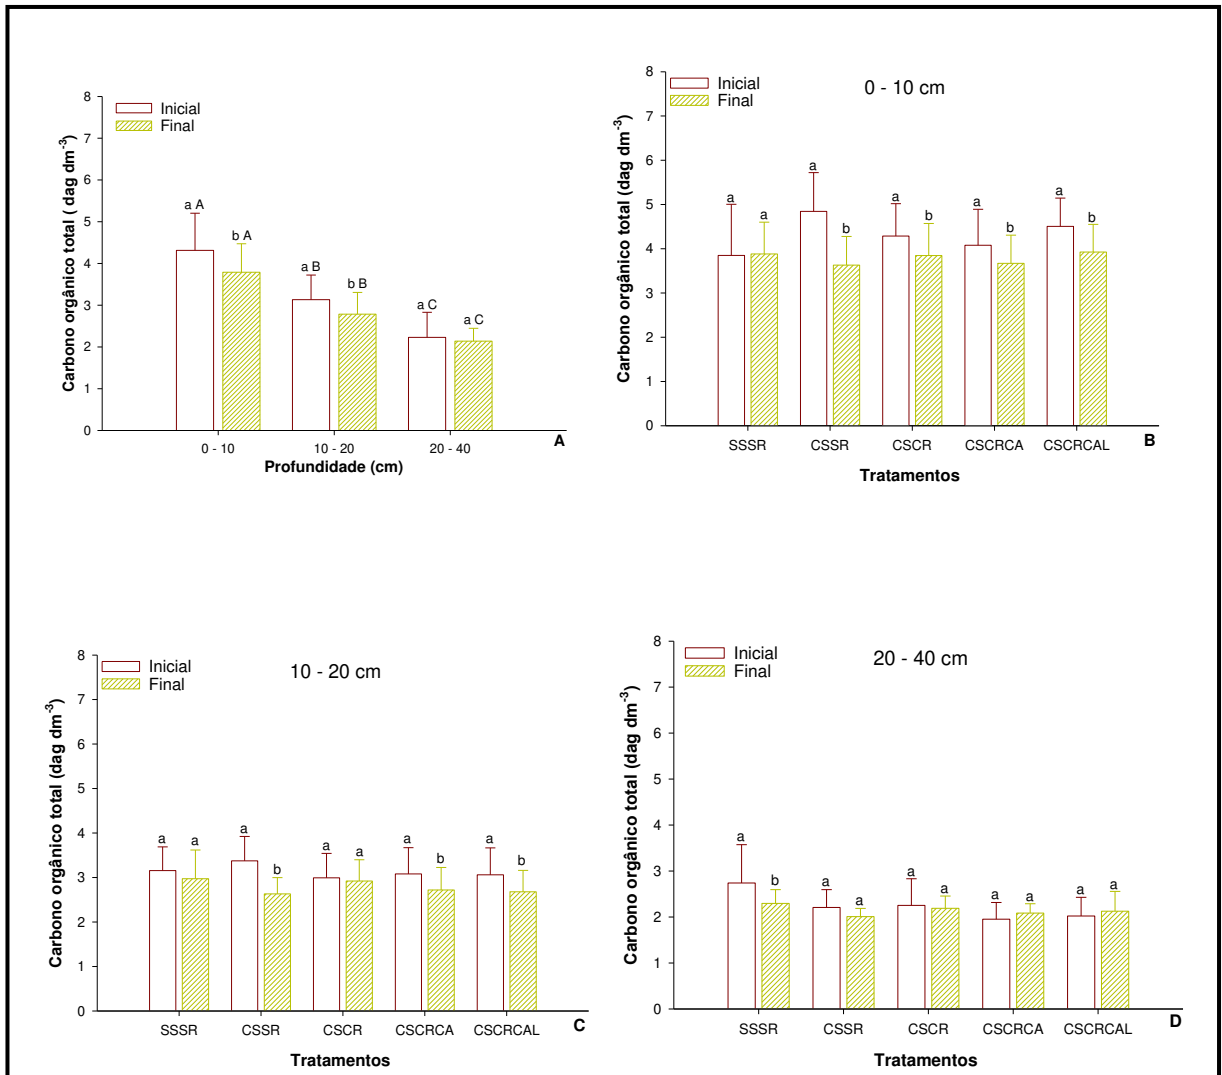 Carbono orgânico total ( dag dm-3)
Inicial
Final
8
7
6
5
4
3
2
1
0
a A
b A
a B
b B
a C
a C
0 - 10
10 - 20
20 - 40
Profundidade (cm)
A
Carbono orgânico total (dag dm-3)
Inicial
Final
0 - 10 cm
8
7
6
5
4
3
2
1
0
a
a
a
b
a
b
a
b
a
b
SSSR
CSSR
CSCR
CSCRCA
CSCRCAL
B
Tratamentos
Carbono orgânico total (dag dm-3)
Inicial
Final
10 - 20 cm
8
7
6
5
4
3
2
1
0
a
a
a
b
a
a
a
b
a
b
SSSR
CSSR
CSCR
CSCRCA
CSCRCAL
C
Tratamentos
Carbono orgânico total (dag dm-3)
Inicial
Final
20 - 40 cm
8
7
6
5
4
3
2
1
0
a
b
a
a
a
a
a
a
a
a
SSSR
CSSR
CSCR
CSCRCA
CSCRCAL
D
Tratamentos